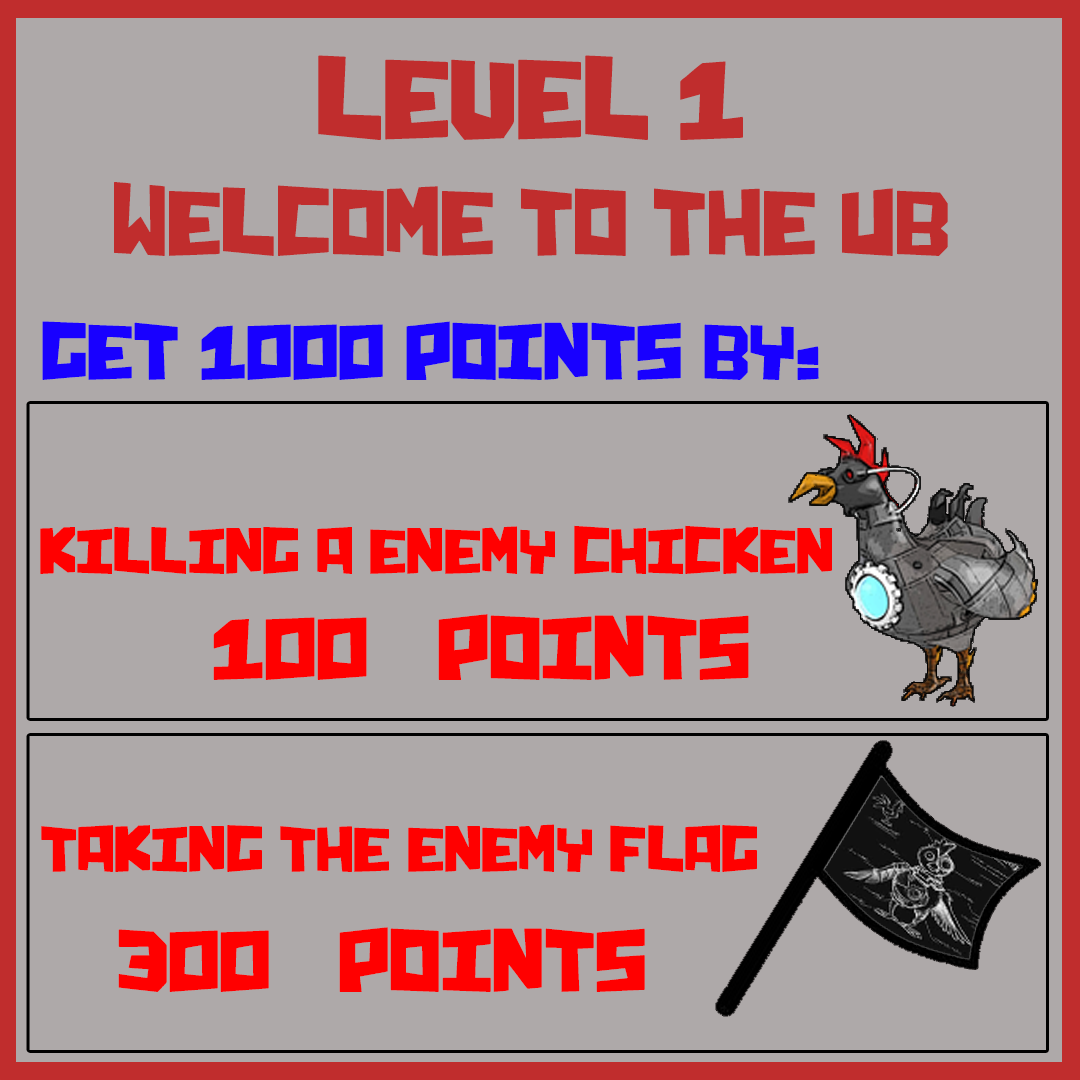 LEVEL 1
WELCOME TO THE UB
GET 1000 POINTS BY:
KILLING A ENEMY CHICKEN
100 POINTS
TAKING THE ENEMY FLAG
300 POINTS